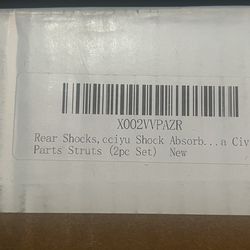 X002VVPAZR
Rear Shocks,cciyu Shock Absorb...a Civ
Parts Struts (2pc Set) New